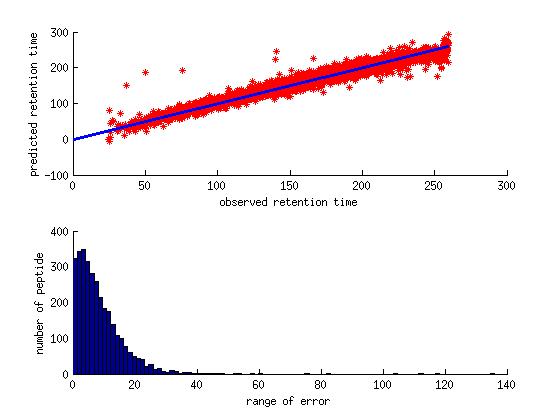 predicted retention time
300
200
100
0
-100
0 50 100 150 200 250 300
observed retention time
number of peptide
400
300
200
100
0
0 20 40 60 80 100 120 140
range of error